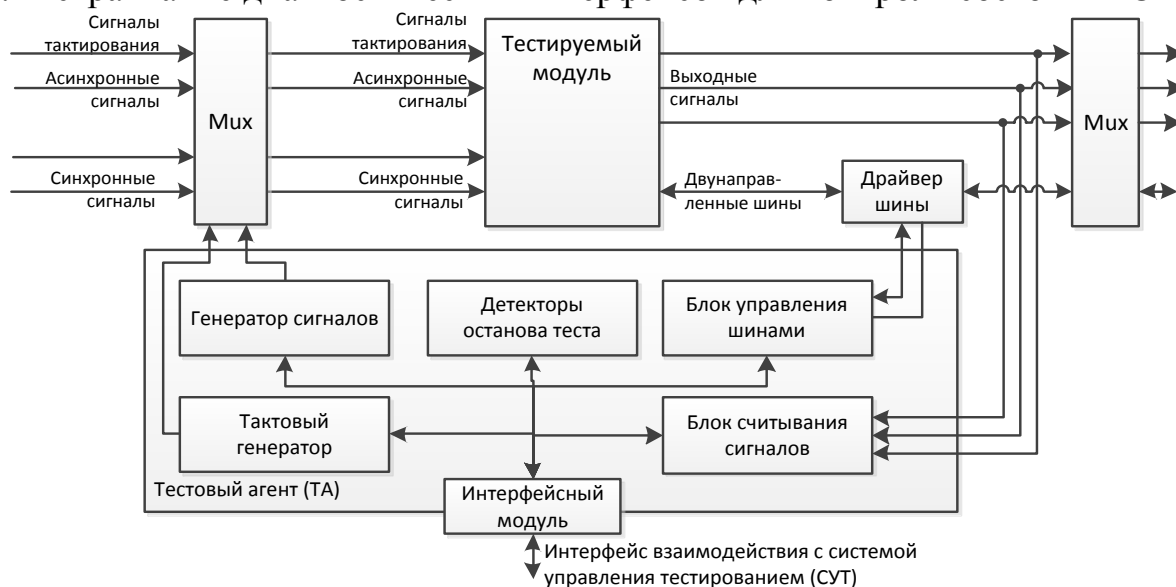 Сигналы
тактирования
Асинхронные
сигналы
Синхронные
сигналы
Mux
Сигналы
тактирования
Асинхронные
сигналы
Синхронные
сигналы
Тестируемый
модуль
Выходные
сигналы
Двунаправ-
ленные шины
Драйвер
шины
Mux
Генератор сигналов
Детекторы
останова теста
Блок управления
шинами
Тактовый
генератор
Блок считывания
сигналов
Тестовый агент (ТА)
Интерфейсный
модуль
Интерфейс взаимодействия с системой
управления тестированием (СУТ)